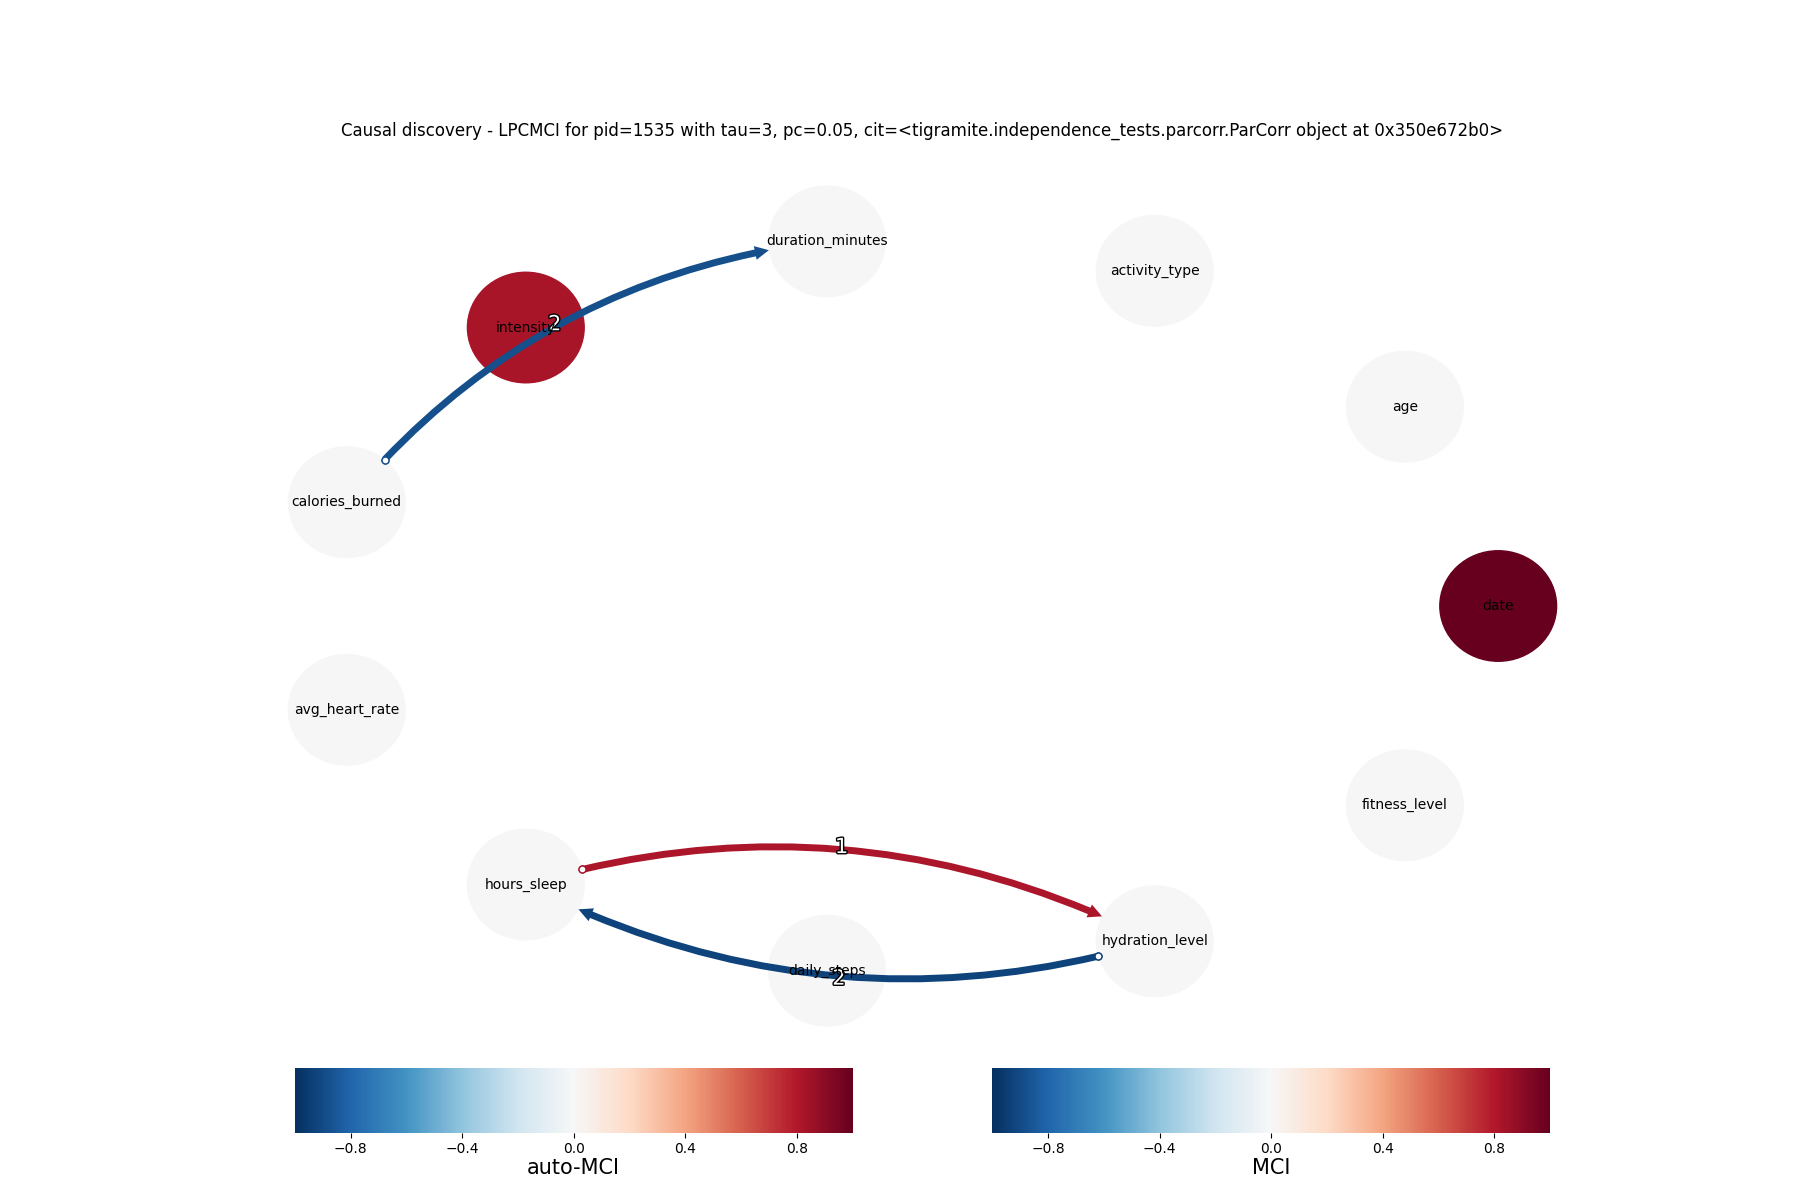 Causal discovery - LPCMCI for pid=1535 with tau=3, pc=0.05, cit=<tigramite.independence_tests.parcorr.ParCorr object at 0x350e672b0>
duration_minutes
activity_type
intensity
2
age
calories_burned
date
avg_heart_rate
fitness_level
1
hours_sleep
hydration_level
daily_steps
2
−0.8 −0.4 0.0 0.4 0.8
auto-MCI
−0.8 −0.4 0.0 0.4 0.8
MCI